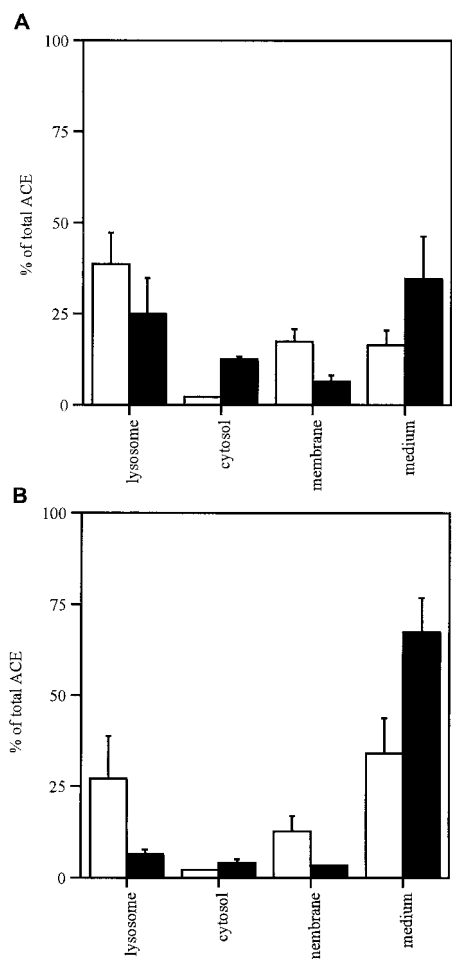 A
100
75
50
25
0
% of total ACE
lysosome
cytosol
membrane
medium
B
100
75
50
25
0
% of total ACE
lysosome
cytosol
membrane
medium